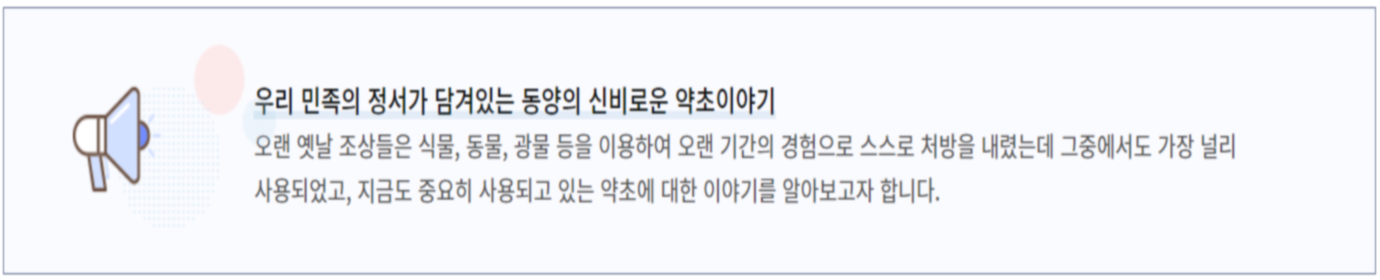 우리 민족의 정서가 담겨있는 동양의 신비로운 약초이야기
오랜 옛날 조상들은 식물, 동물, 광물 등을 이용하여 오랜 기간의 경험으로 스스로 처방을 내렸는데 그중에서도 가장 널리
사용되었고, 지금도 중요히 사용되고 있는 약초에 대한 이야기를 알아보고자 합니다.